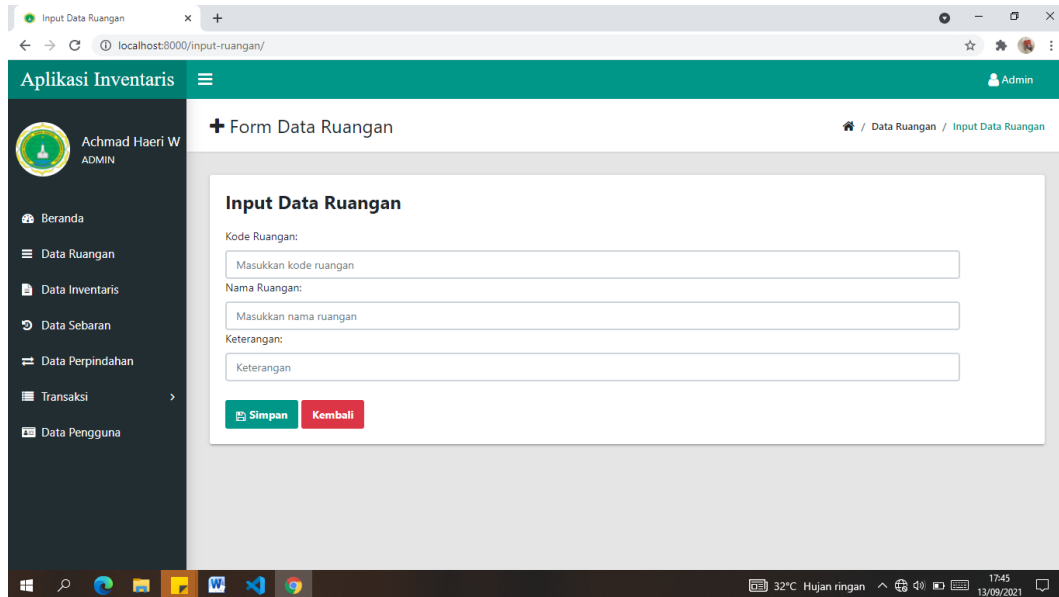 Input Data Ruangan
localhost:8000/input-ruangan/
Aplikasi Inventaris
Admin
Achmad Haeri W
ADMIN
Form Data Ruangan
/ Data Ruangan / Input Data Ruangan
Beranda
Data Ruangan
Data Inventaris
Data Sebaran
Data Perpindahan
Transaksi
Data Pengguna
Input Data Ruangan
Kode Ruangan:
Masukkan kode ruangan
Nama Ruangan:
Masukkan nama ruangan
Keterangan:
Keterangan
Simpan Kembali
32°C Hujan ringan
17:45
13/09/2021